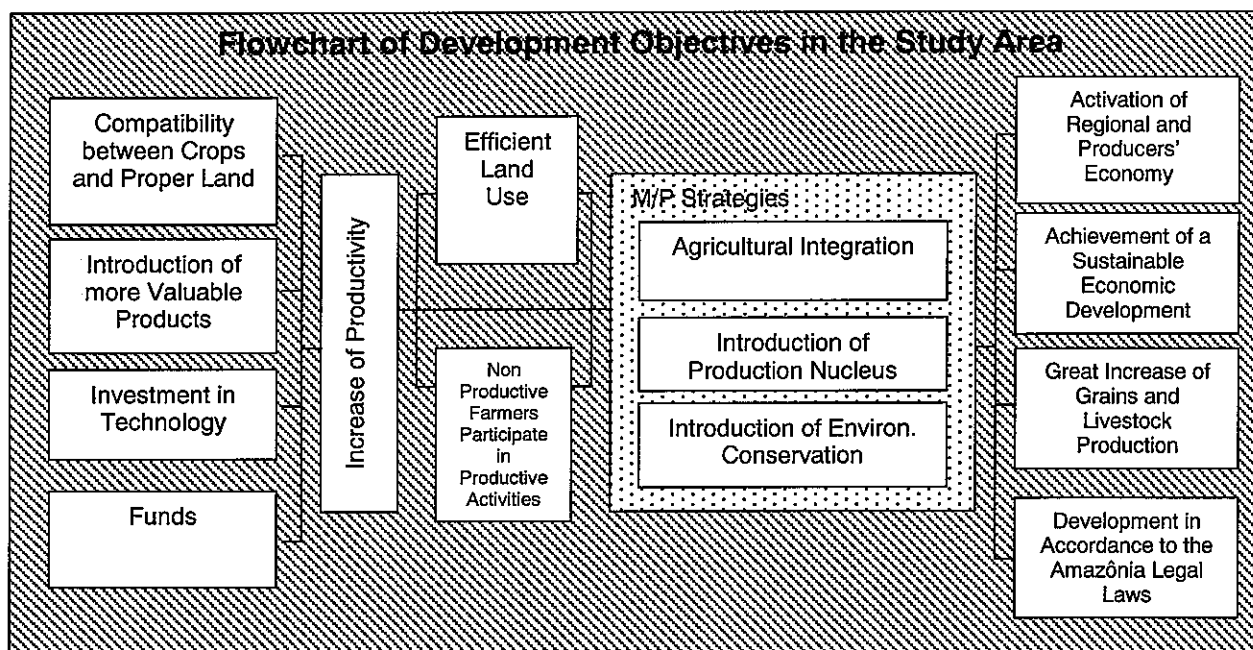 Flowchart of Development Objectives in the Study Area
Compatibility
between Crops
and Proper Land
Introduction of
more Valuable
Products
Investment in
Technology
Funds
Increase of Productivity
Efficient
Land
Use
Non
Productive
Farmers
Participate
in
Productive
Activities
M/P Strategies
Agricultural Integration
Introduction of
Production Nucleus
Introduction of Environ.
Conservation
Activation of
Regional and
Producers'
Economy
Achievement of a
Sustainable
Economic
Development
Great Increase of
Grains and
Livestock
Production
Development in
Accordance to the
Amazônia Legal
Laws